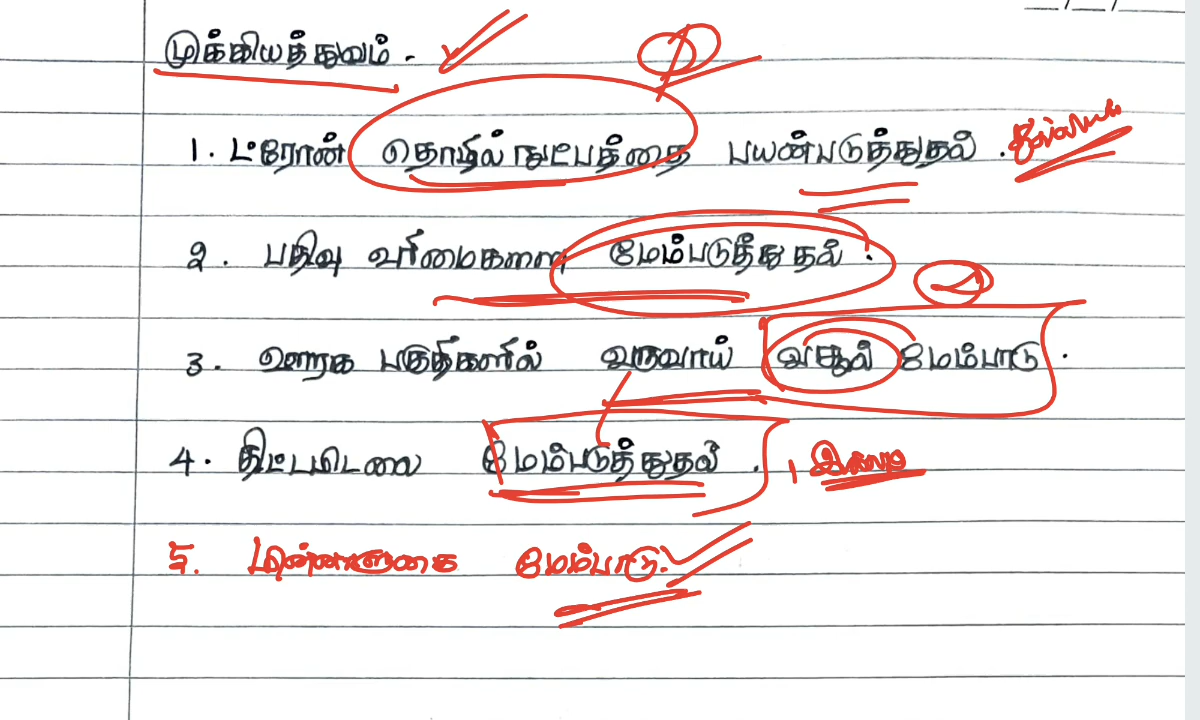 முக்கியத்துவம்.
1. ட்ரோன் தொழில்நுட்பத்தை பயன்படுத்துதல்.
2. பதிவு உரிமைகளை மேம்படுத்துதல்.
3. ஊரக பகுதிகளில் வருவாய் வசூல் மேம்பாடு.
4. திட்டமிடலை மேம்படுத்துதல்.
5. மின்னாளுகை மேம்பாடு.